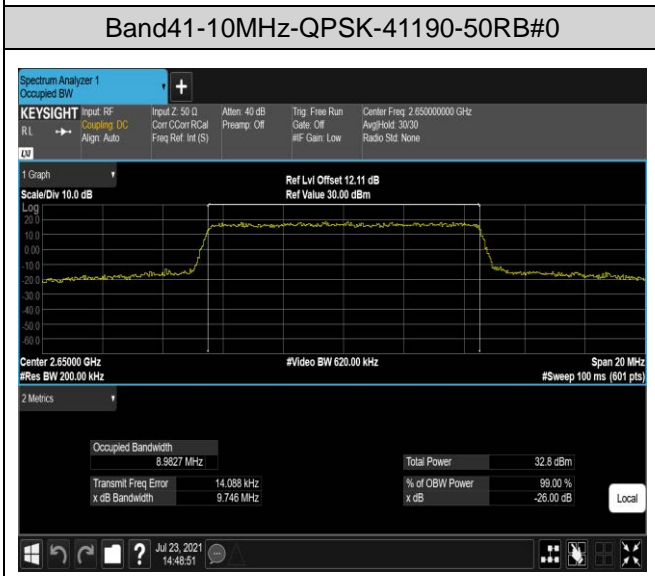 Band41-10MHz-QPSK-41190-50RB#0
Spectrum Analyzer 1
Occupied BW
+
KEYSIGHT Input: RF Input Z: 50 Ω Atten: 40 dB Trig: Free Run Center Freq: 2.650000000 GHz
RL Coupling: DC Corr CCorr RCal Preamp: Off Gate: Off Avg|Hold: 30/30
Align: Auto Freq Ref: Int (S) #IF Gain: Low Radio Std: None
LXI
1 Graph
Scale/Div 10.0 dB Ref Lvl Offset 12.11 dB
Ref Value 30.00 dBm
Log
20.0
10.0
0.00
-10.0
-20.0
-30.0
-40.0
-50.0
-60.0
Center 2.65000 GHz #Video BW 620.00 kHz Span 20 MHz
#Res BW 200.00 kHz #Sweep 100 ms (601 pts)
2 Metrics
Occupied Bandwidth
8.9827 MHz Total Power 32.8 dBm
Transmit Freq Error 14.088 kHz % of OBW Power 99.00 %
x dB Bandwidth 9.746 MHz x dB -26.00 dB
Local
? Jul 23, 2021
14:48:51